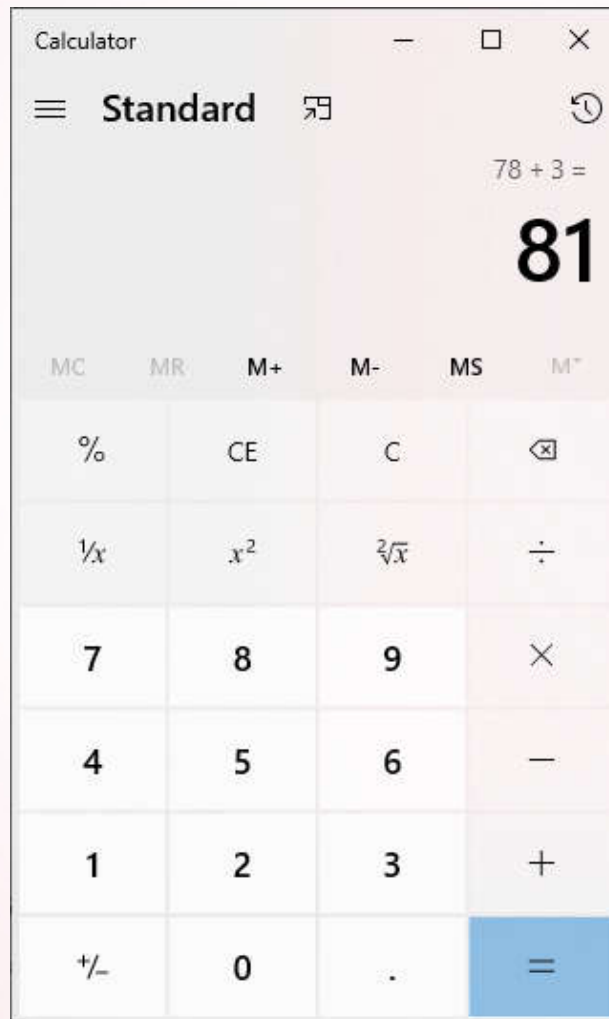 Calculator
Standard
78 + 3 =
81
MC MR M+ M- MS M˅
% CE C
⅟x x² ²√x ÷
7 8 9 ×
4 5 6 −
1 2 3 +
+/− 0 . =